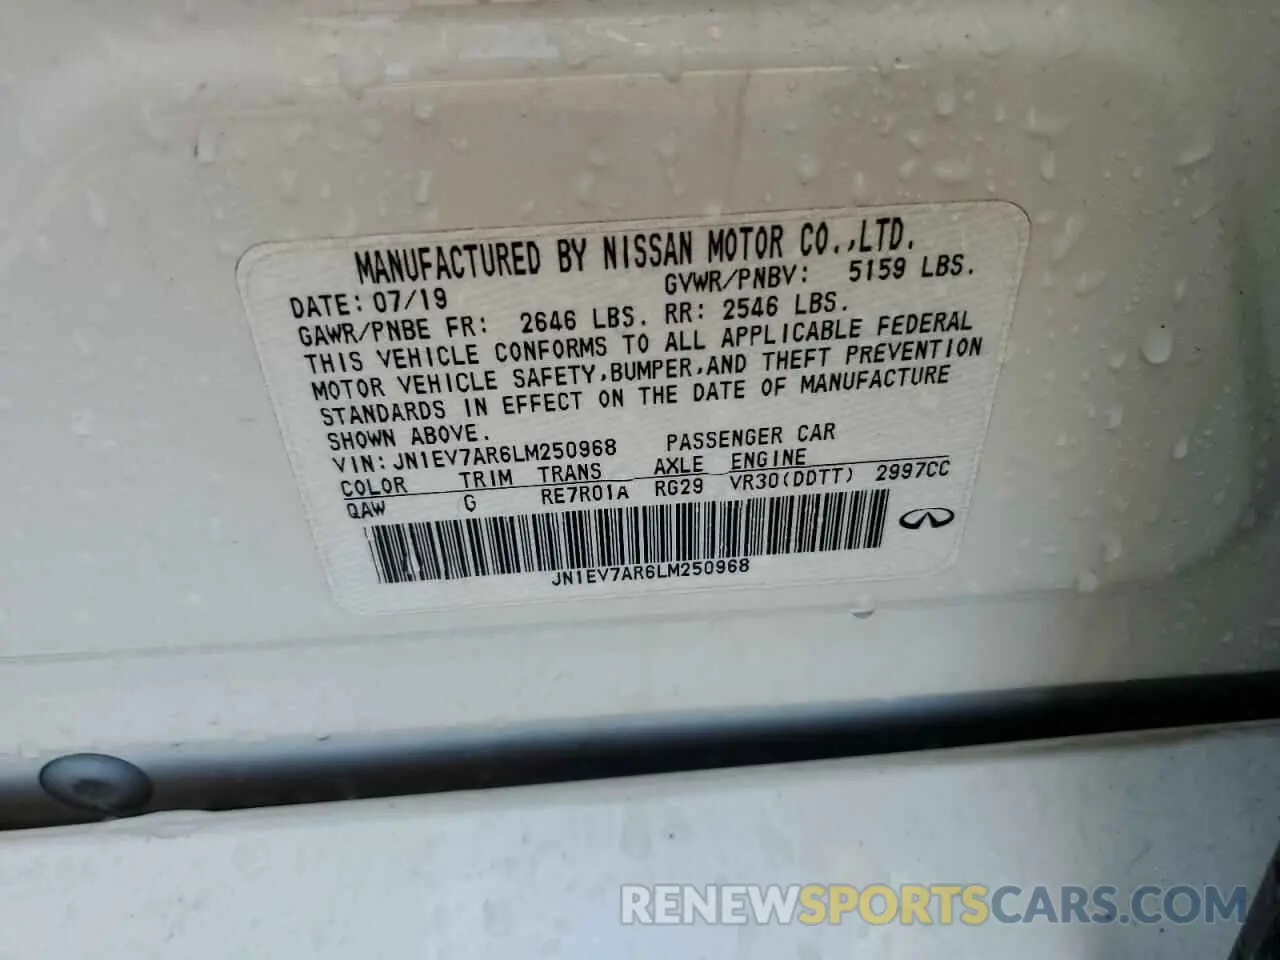 MANUFACTURED BY NISSAN MOTOR CO.,LTD.
DATE: 07/19 GVWR/PNBV: 5159 LBS.
GAWR/PNBE FR: 2646 LBS. RR: 2546 LBS.
THIS VEHICLE CONFORMS TO ALL APPLICABLE FEDERAL
MOTOR VEHICLE SAFETY,BUMPER,AND THEFT PREVENTION
STANDARDS IN EFFECT ON THE DATE OF MANUFACTURE
SHOWN ABOVE.
VIN: JN1EV7AR6LM250968 PASSENGER CAR
COLOR TRIM TRANS AXLE ENGINE
QAW G RE7R01A RG29 VR30(DDTT) 2997CC
JN1EV7AR6LM250968
RENEWSPORTSCARS.COM